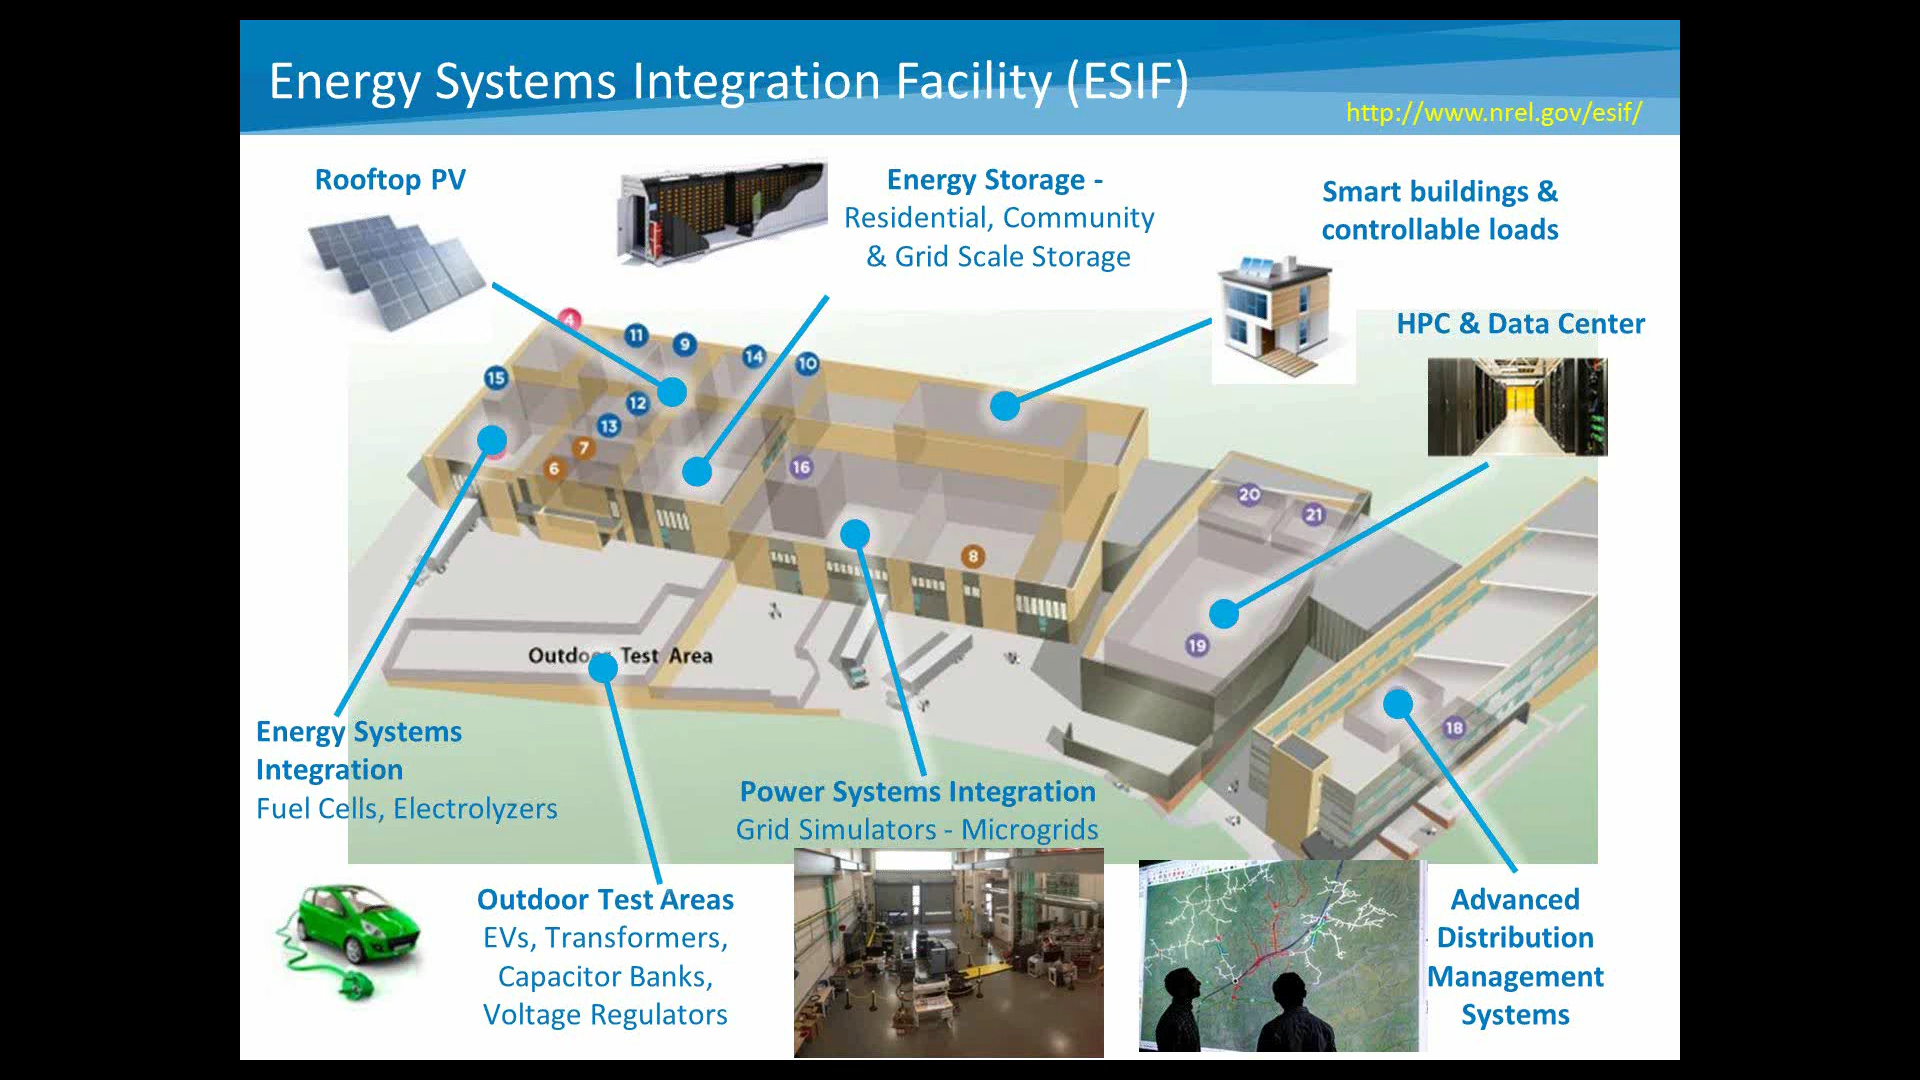 Energy Systems Integration Facility (ESIF)
http://www.nrel.gov/esif/
Rooftop PV
Energy Storage -
Residential, Community
& Grid Scale Storage
Smart buildings &
controllable loads
HPC & Data Center
4
11
9
14
10
15
12
13
7
6
16
8
20
21
19
18
Outdoor Test Area
Energy Systems
Integration
Fuel Cells, Electrolyzers
Power Systems Integration
Grid Simulators - Microgrids
Outdoor Test Areas
EVs, Transformers,
Capacitor Banks,
Voltage Regulators
Advanced
Distribution
Management
Systems